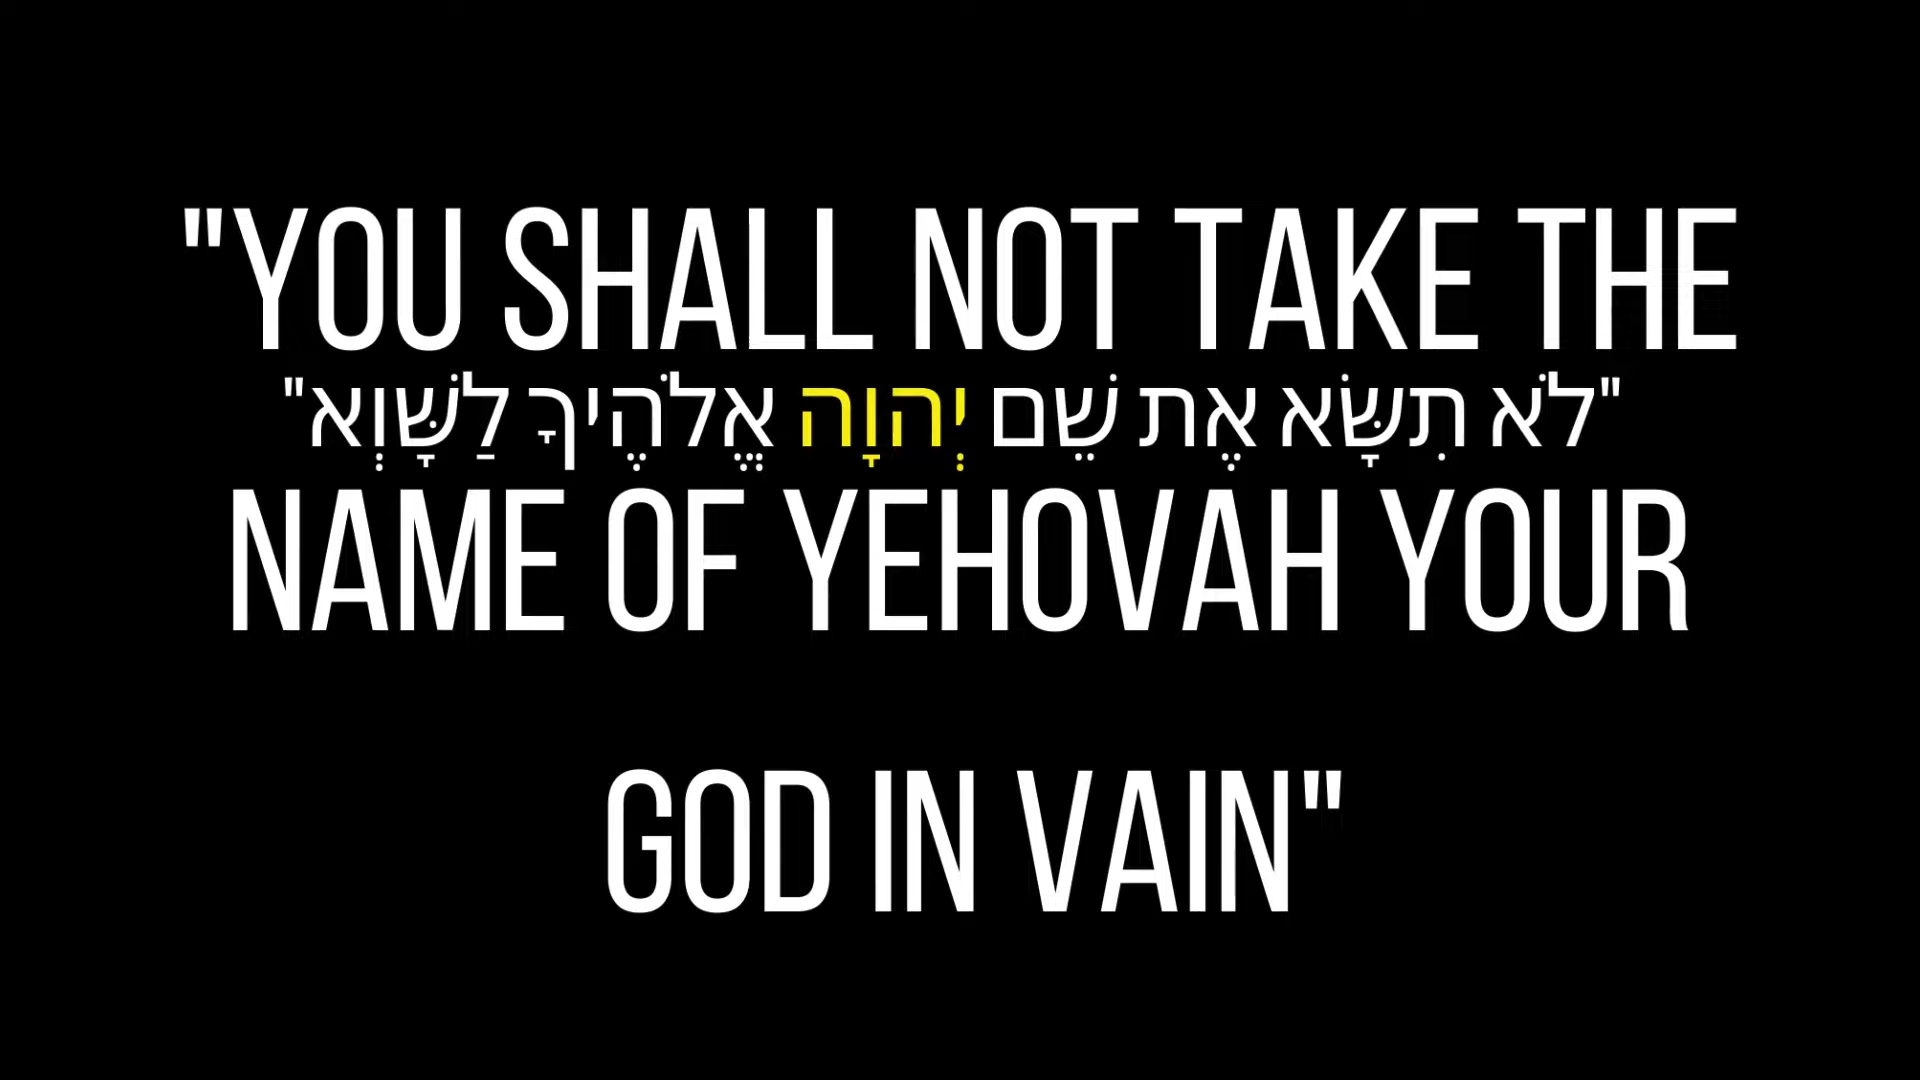 "YOU SHALL NOT TAKE THE
"לֹא תִשָּׂא אֶת שֵׁם יְהוָה אֱלֹהֶיךָ לַשָּׁוְא"
NAME OF YEHOVAH YOUR
GOD IN VAIN"